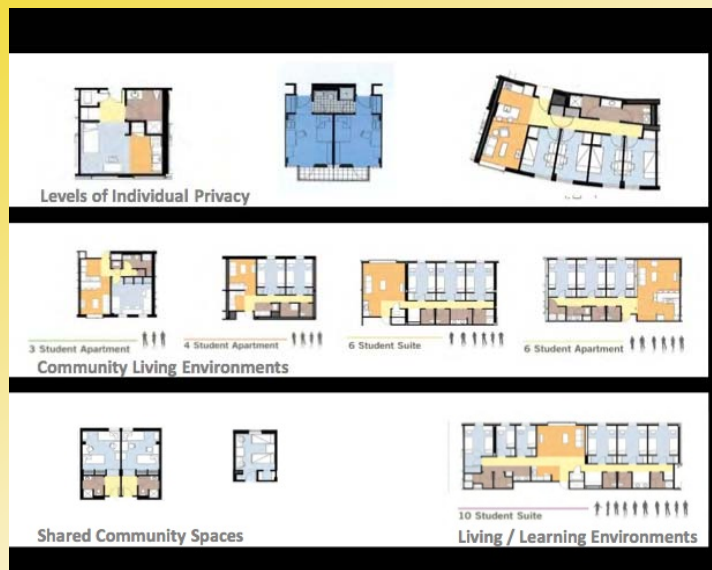 Levels of Individual Privacy
3 Student Apartment
4 Student Apartment
6 Student Suite
6 Student Apartment
Community Living Environments
10 Student Suite
Shared Community Spaces
Living / Learning Environments